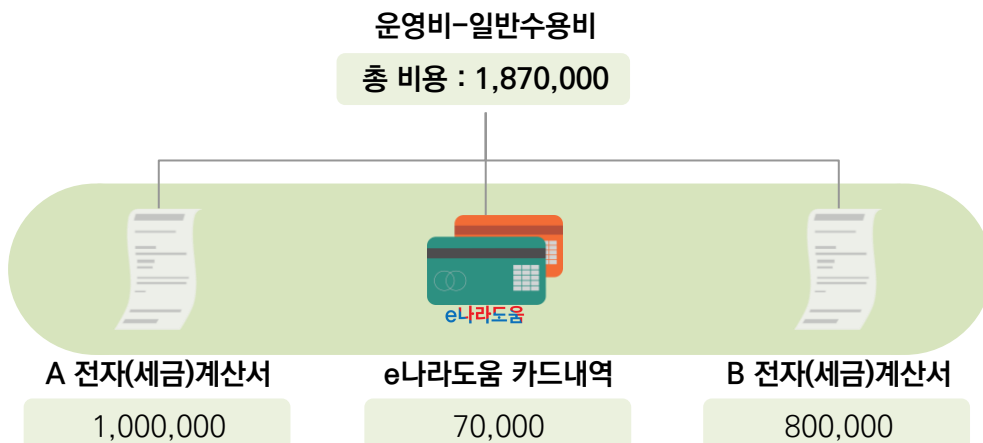 운영비-일반수용비
총 비용 : 1,870,000
e나라도움
A 전자(세금)계산서
e나라도움 카드내역
B 전자(세금)계산서
1,000,000
70,000
800,000